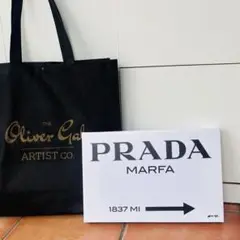 THE
Oliver Gal
ARTIST CO.
PRADA
MARFA
1837 MI